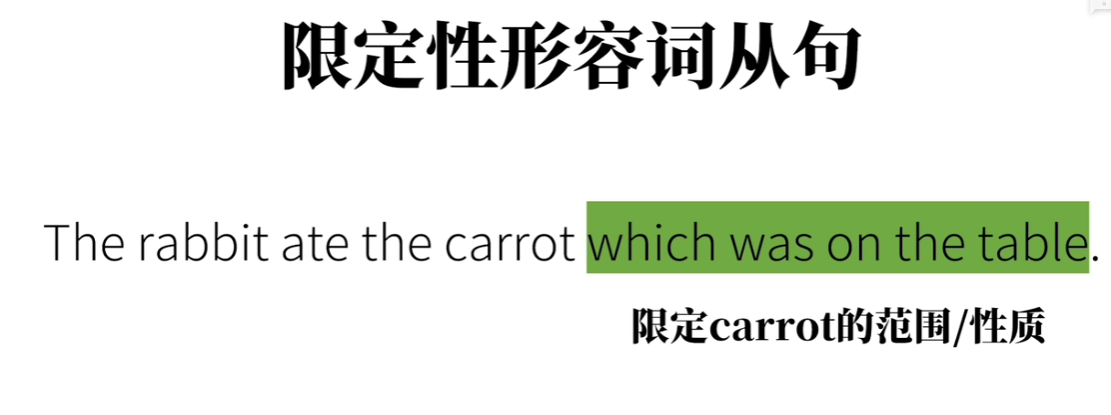 限定性形容词从句
The rabbit ate the carrot which was on the table.
限定carrot的范围/性质